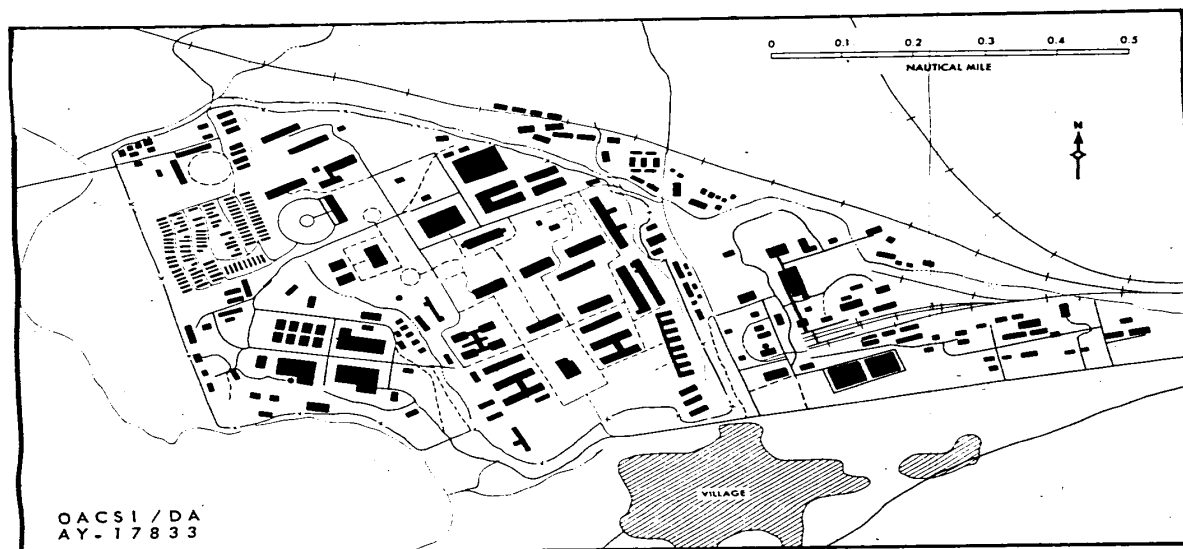 0 0.1 0.2 0.3 0.4 0.5
NAUTICAL MILE
N
VILLAGE
OACSI / DA
AY-17833